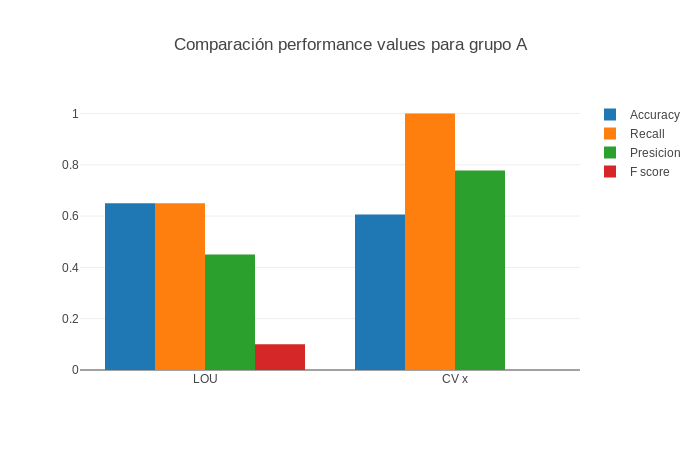 Comparación performance values para grupo A
1
0.8
0.6
0.4
0.2
0
LOU
CV x
Accuracy
Recall
Presicion
F score